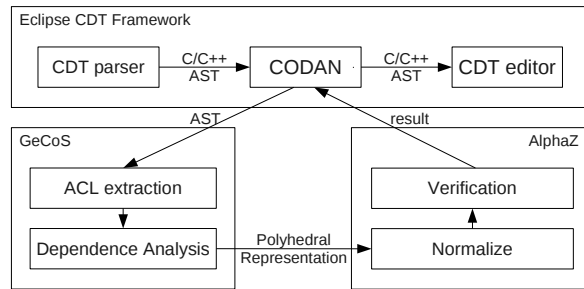 Eclipse CDT Framework
CDT parser
C/C++
AST
CODAN
C/C++
AST
CDT editor
AST
result
GeCoS
AlphaZ
ACL extraction
Verification
Dependence Analysis
Polyhedral
Representation
Normalize